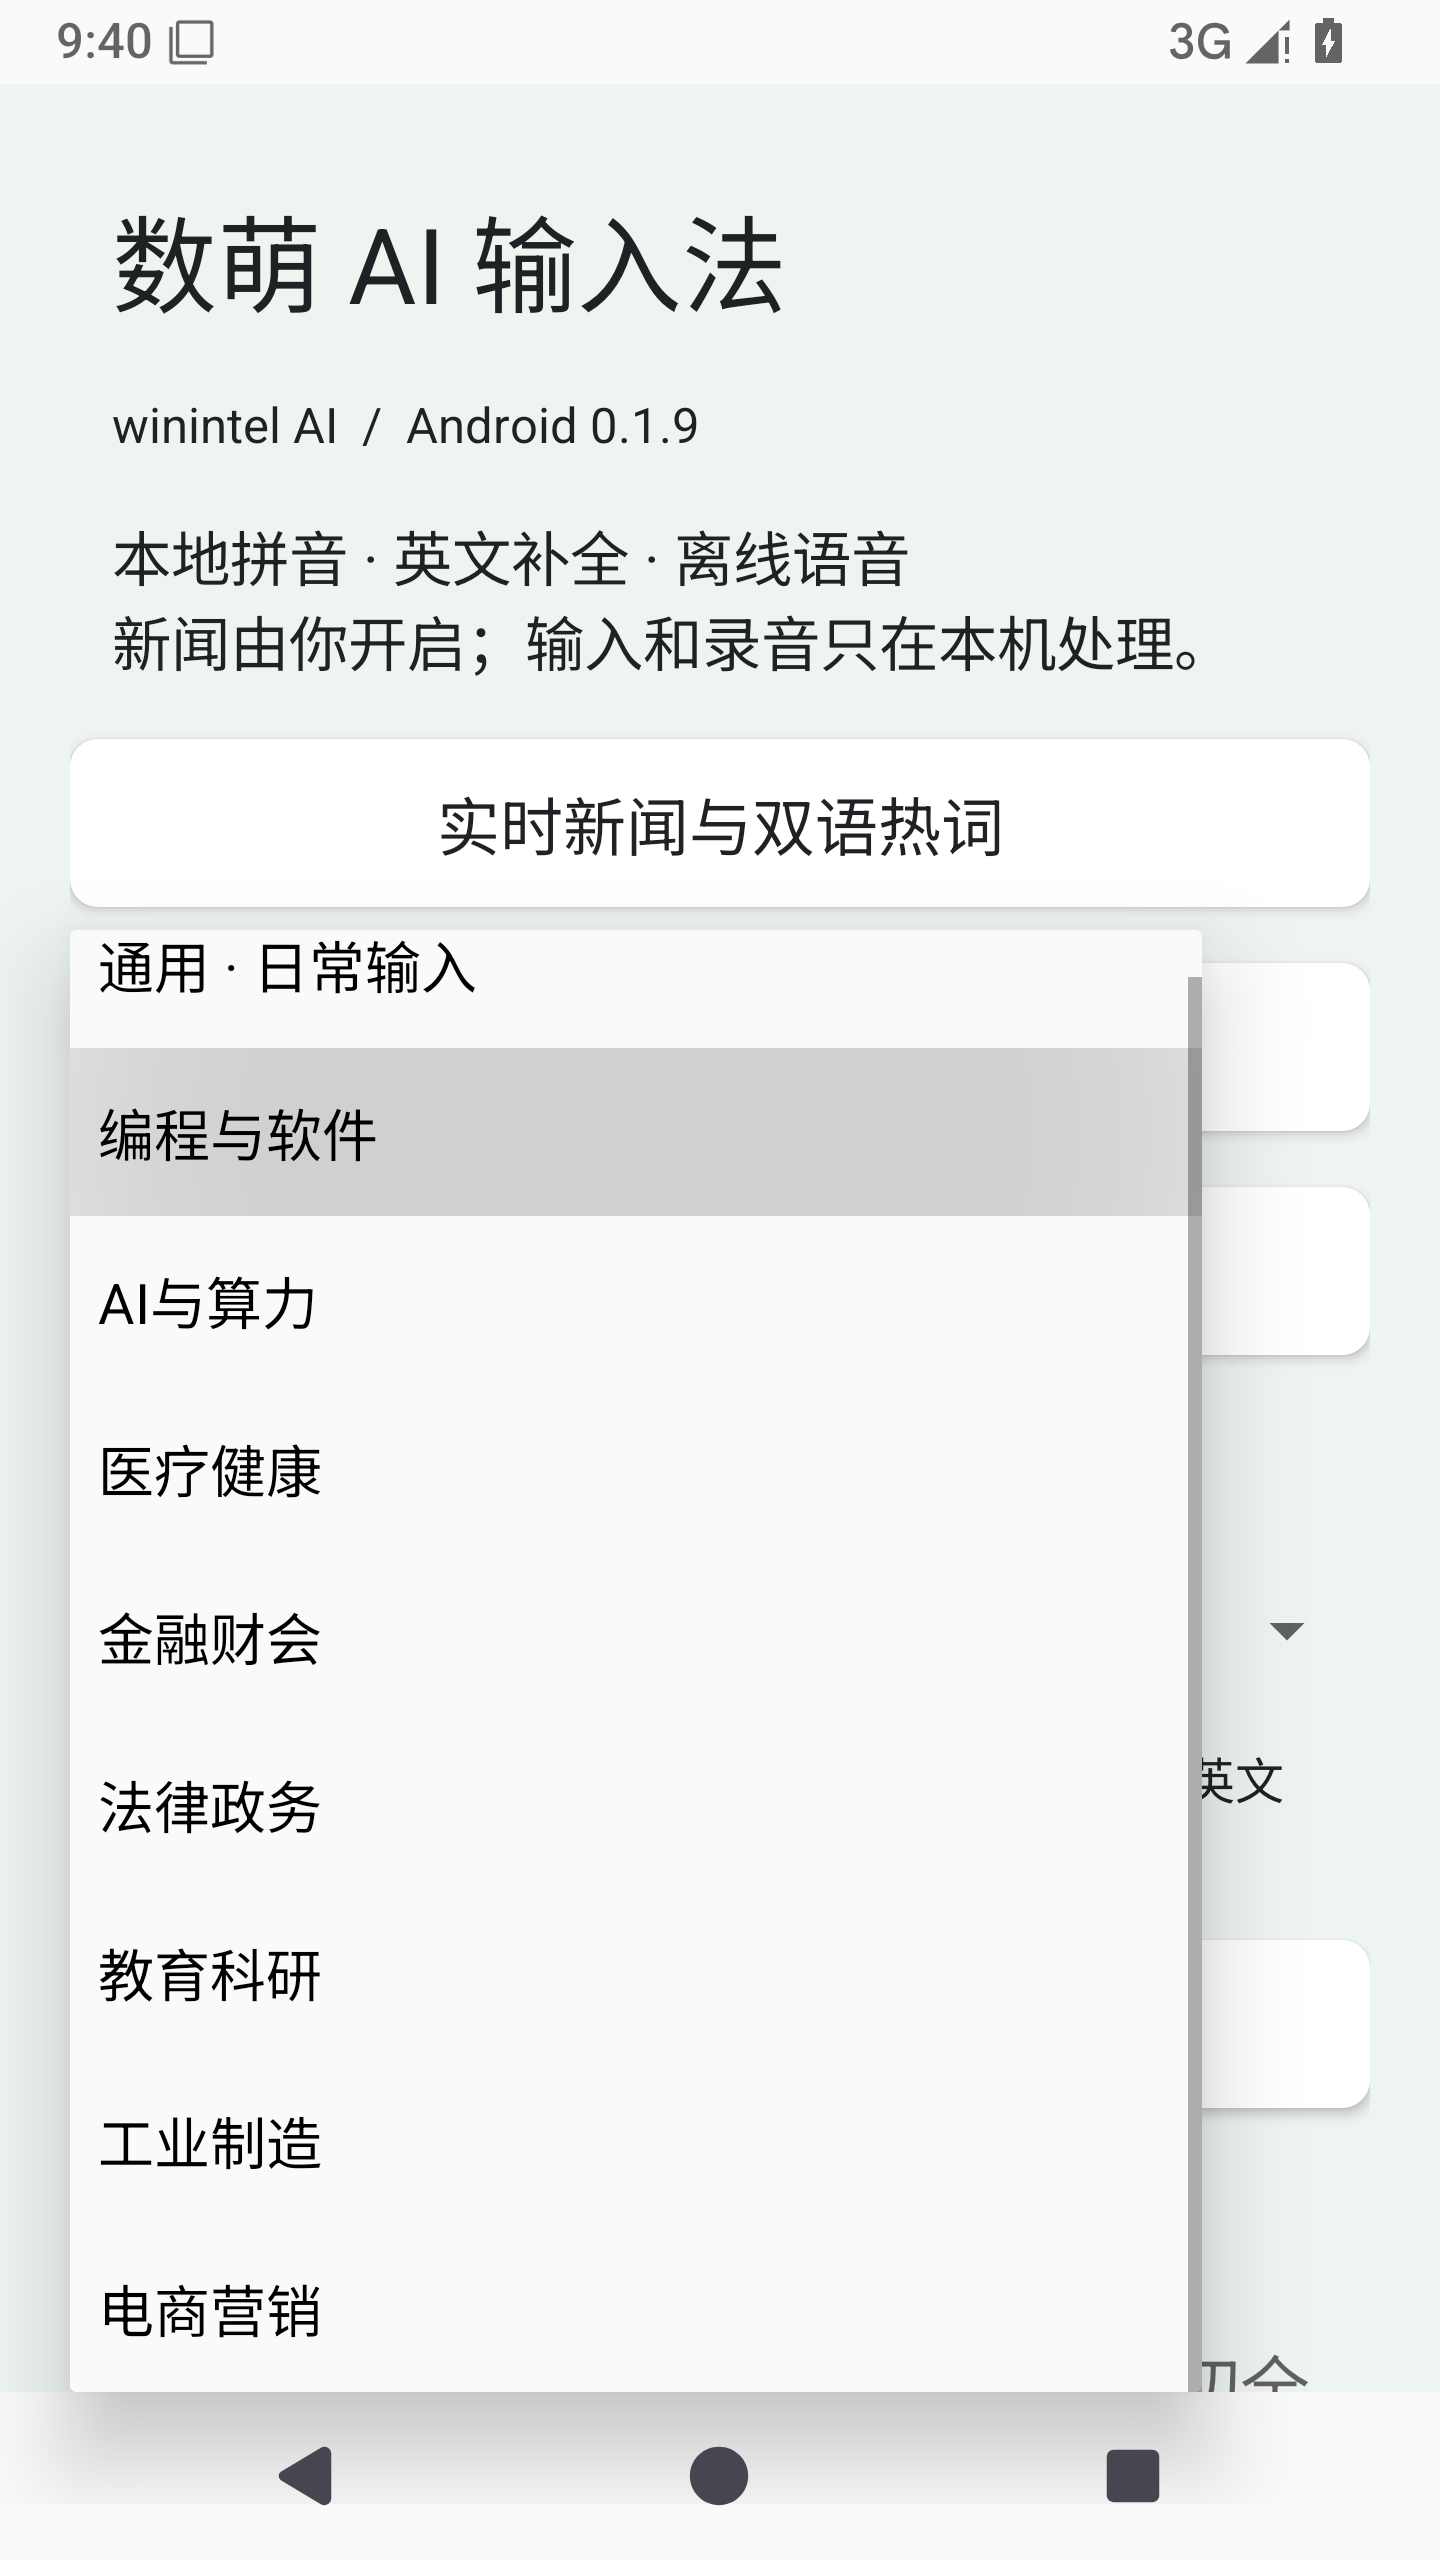 9:40
3G
数萌 AI 输入法
winintel AI / Android 0.1.9
本地拼音 · 英文补全 · 离线语音
新闻由你开启；输入和录音只在本机处理。
实时新闻与双语热词
通用 · 日常输入
编程与软件
AI与算力
医疗健康
金融财会
英文
法律政务
教育科研
工业制造
电商营销